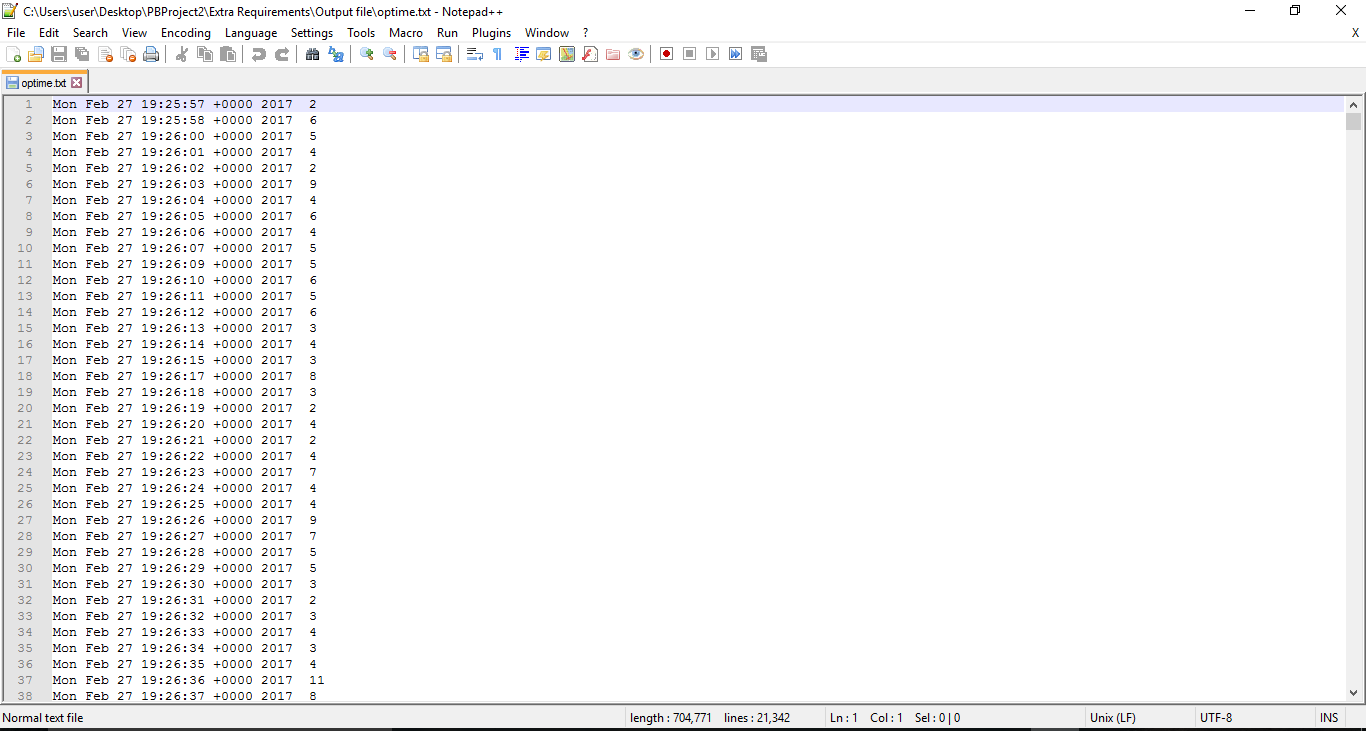 C:\Users\user\Desktop\PBProject2\Extra Requirements\Output file\optime.txt - Notepad++
File Edit Search View Encoding Language Settings Tools Macro Run Plugins Window ? X
optime.txt
1 Mon Feb 27 19:25:57 +0000 2017 2
2 Mon Feb 27 19:25:58 +0000 2017 6
3 Mon Feb 27 19:26:00 +0000 2017 5
4 Mon Feb 27 19:26:01 +0000 2017 4
5 Mon Feb 27 19:26:02 +0000 2017 2
6 Mon Feb 27 19:26:03 +0000 2017 9
7 Mon Feb 27 19:26:04 +0000 2017 4
8 Mon Feb 27 19:26:05 +0000 2017 6
9 Mon Feb 27 19:26:06 +0000 2017 4
10 Mon Feb 27 19:26:07 +0000 2017 5
11 Mon Feb 27 19:26:09 +0000 2017 5
12 Mon Feb 27 19:26:10 +0000 2017 6
13 Mon Feb 27 19:26:11 +0000 2017 5
14 Mon Feb 27 19:26:12 +0000 2017 6
15 Mon Feb 27 19:26:13 +0000 2017 3
16 Mon Feb 27 19:26:14 +0000 2017 4
17 Mon Feb 27 19:26:15 +0000 2017 3
18 Mon Feb 27 19:26:17 +0000 2017 8
19 Mon Feb 27 19:26:18 +0000 2017 3
20 Mon Feb 27 19:26:19 +0000 2017 2
21 Mon Feb 27 19:26:20 +0000 2017 4
22 Mon Feb 27 19:26:21 +0000 2017 2
23 Mon Feb 27 19:26:22 +0000 2017 4
24 Mon Feb 27 19:26:23 +0000 2017 7
25 Mon Feb 27 19:26:24 +0000 2017 4
26 Mon Feb 27 19:26:25 +0000 2017 4
27 Mon Feb 27 19:26:26 +0000 2017 9
28 Mon Feb 27 19:26:27 +0000 2017 7
29 Mon Feb 27 19:26:28 +0000 2017 5
30 Mon Feb 27 19:26:29 +0000 2017 5
31 Mon Feb 27 19:26:30 +0000 2017 3
32 Mon Feb 27 19:26:31 +0000 2017 2
33 Mon Feb 27 19:26:32 +0000 2017 3
34 Mon Feb 27 19:26:33 +0000 2017 4
35 Mon Feb 27 19:26:34 +0000 2017 3
36 Mon Feb 27 19:26:35 +0000 2017 4
37 Mon Feb 27 19:26:36 +0000 2017 11
38 Mon Feb 27 19:26:37 +0000 2017 8
Normal text file length : 704,771 lines : 21,342 Ln : 1 Col : 1 Sel : 0 | 0 Unix (LF) UTF-8 INS